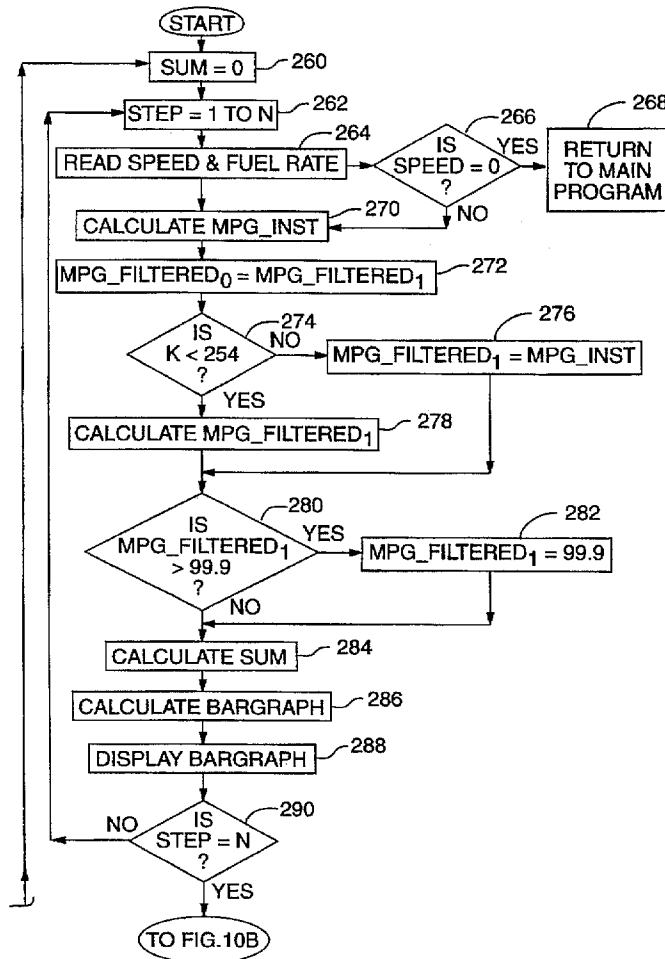 START
SUM = 0
260
STEP = 1 TO N
262
READ SPEED & FUEL RATE
264
IS
SPEED = 0
?
266
YES
NO
RETURN
TO MAIN
PROGRAM
268
CALCULATE MPG_INST
270
MPG_FILTERED0 = MPG_FILTERED1
272
IS
K < 254
?
274
NO
YES
MPG_FILTERED1 = MPG_INST
276
CALCULATE MPG_FILTERED1
278
IS
MPG_FILTERED1
> 99.9
?
280
YES
NO
MPG_FILTERED1 = 99.9
282
CALCULATE SUM
284
CALCULATE BARGRAPH
286
DISPLAY BARGRAPH
288
IS
STEP = N
?
290
NO
YES
TO FIG.10B